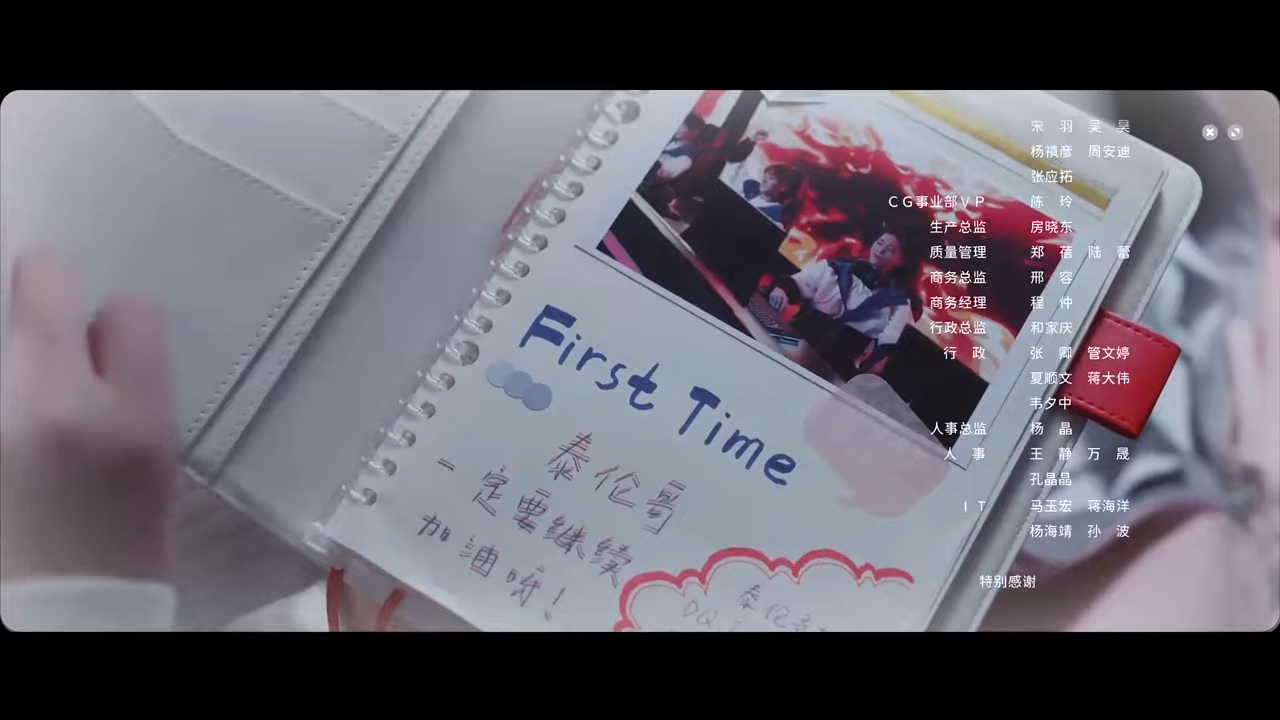 First Time
泰伦哥
一定要继续
加油呀!
泰伦哥
宋 羽 吴 昊
杨禛彦 周安迪
张应拓
CG事业部VP 陈 玲
生产总监 房晓东
质量管理 郑 蓓 陆 蕾
商务总监 邢 容
商务经理 程 仲
行政总监 和家庆
行 政 张 卿 管文婷
夏顺文 蒋大伟
韦夕中
人事总监 杨 晶
人 事 王 静 万 晟
孔晶晶
IT 马玉宏 蒋海洋
杨海靖 孙 波
特别感谢